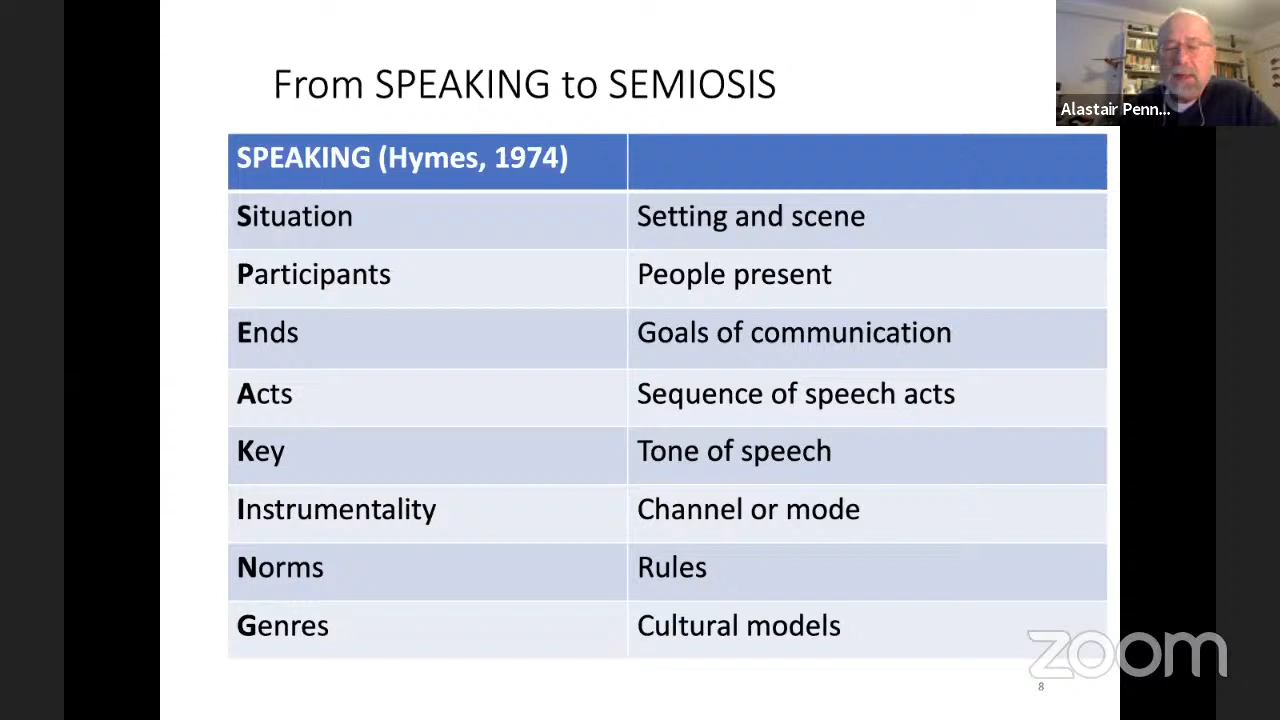 From SPEAKING to SEMIOSIS
Alastair Penn...
SPEAKING (Hymes, 1974)
Situation Setting and scene
Participants People present
Ends Goals of communication
Acts Sequence of speech acts
Key Tone of speech
Instrumentality Channel or mode
Norms Rules
Genres Cultural models
zoom
8